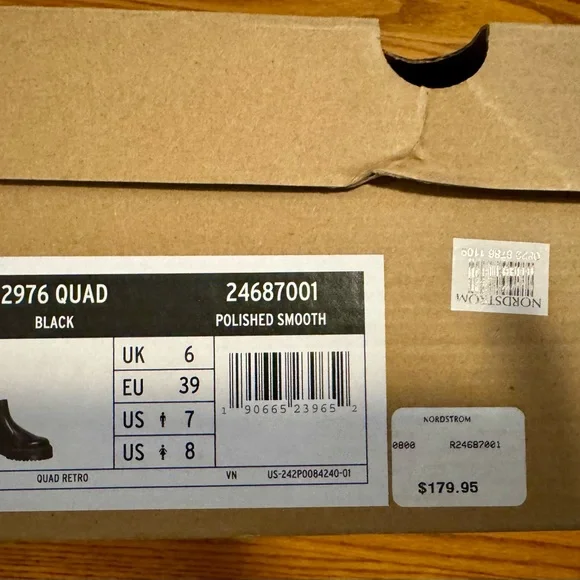 2976 QUAD 24687001
BLACK POLISHED SMOOTH
UK 6
EU 39
US 7
US 8
1 90665 23965 2
QUAD RETRO VN US-242P0084240-01
NORDSTROM
NORDSTROM
0800 R24687001
$179.95